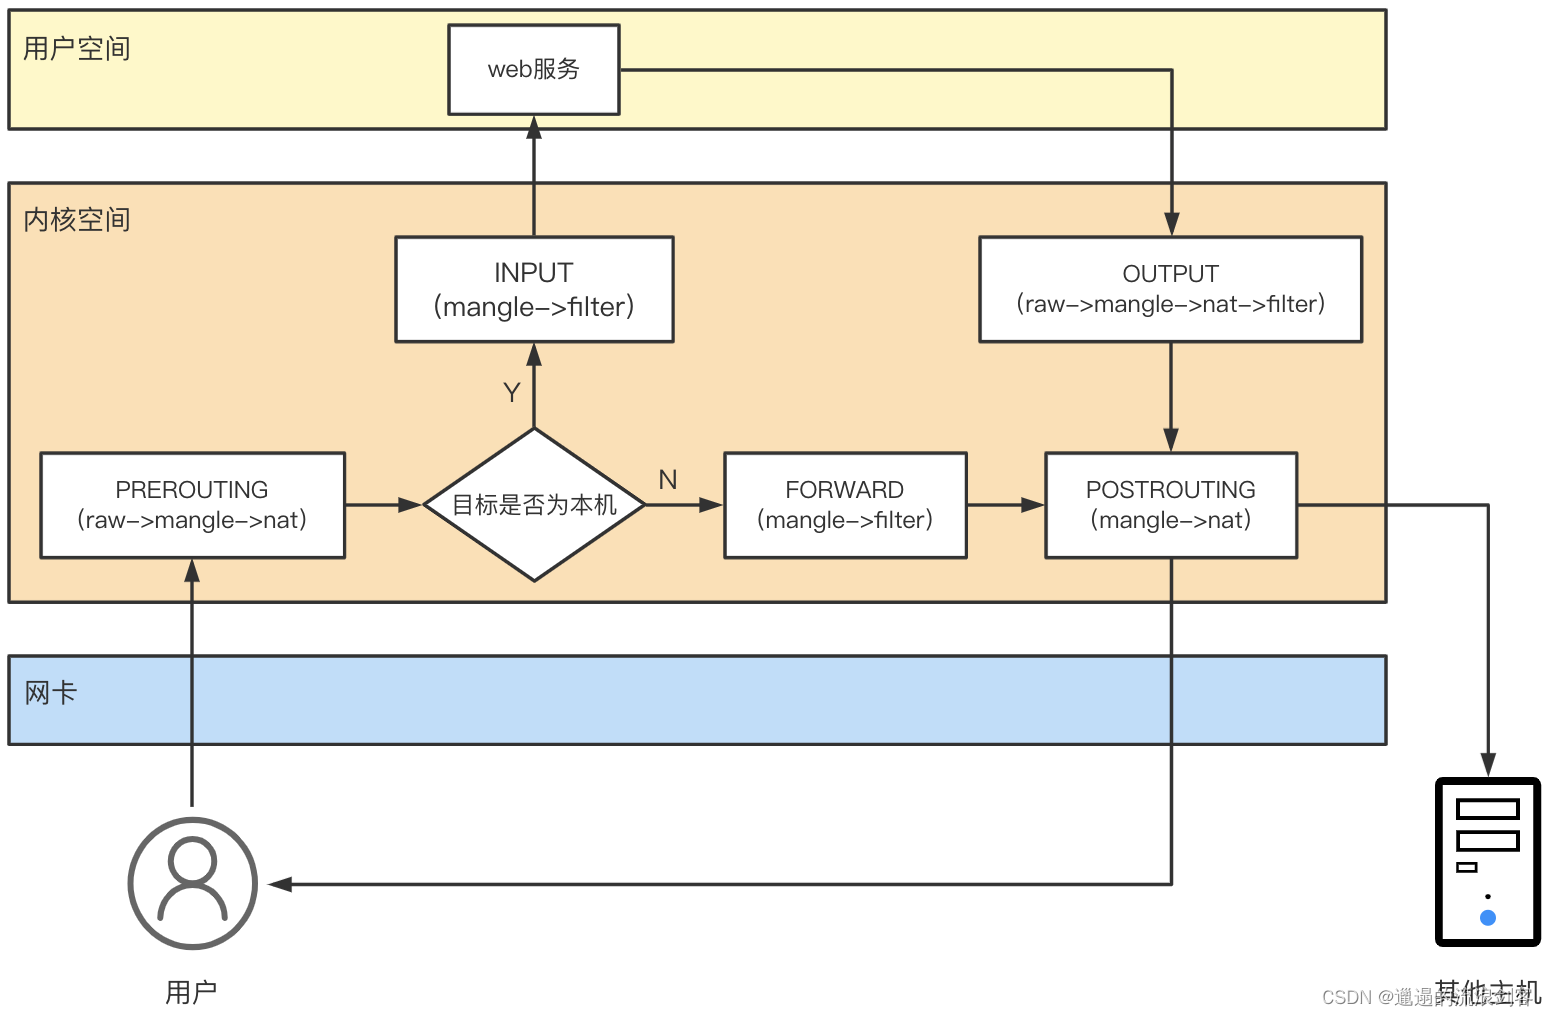 用户空间
web服务
内核空间
INPUT
(mangle->filter)
OUTPUT
(raw->mangle->nat->filter)
Y
N
PREROUTING
(raw->mangle->nat)
目标是否为本机
FORWARD
(mangle->filter)
POSTROUTING
(mangle->nat)
网卡
用户
其他主机
CSDN @邋遢的流浪剑客